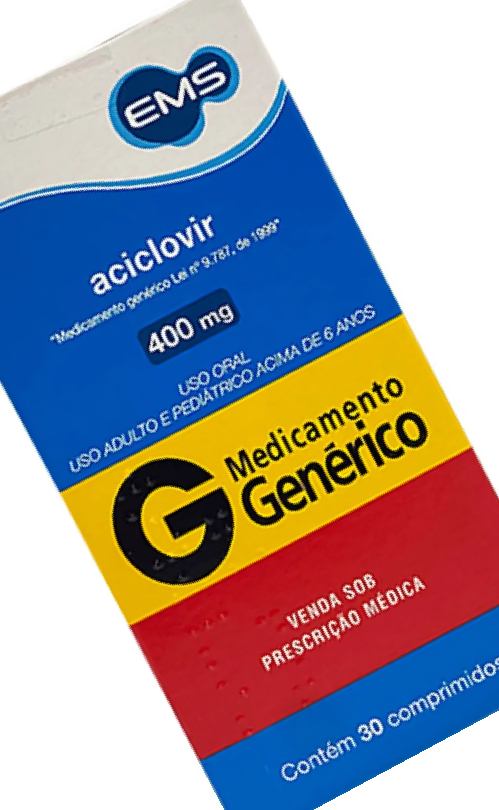 EMS
aciclovir
"Medicamento genérico Lei nº 9.787, de 1999"
400 mg
USO ORAL
USO ADULTO E PEDIÁTRICO ACIMA DE 6 ANOS
G
Medicamento
Genérico
VENDA SOB
PRESCRIÇÃO MÉDICA
Contém 30 comprimidos